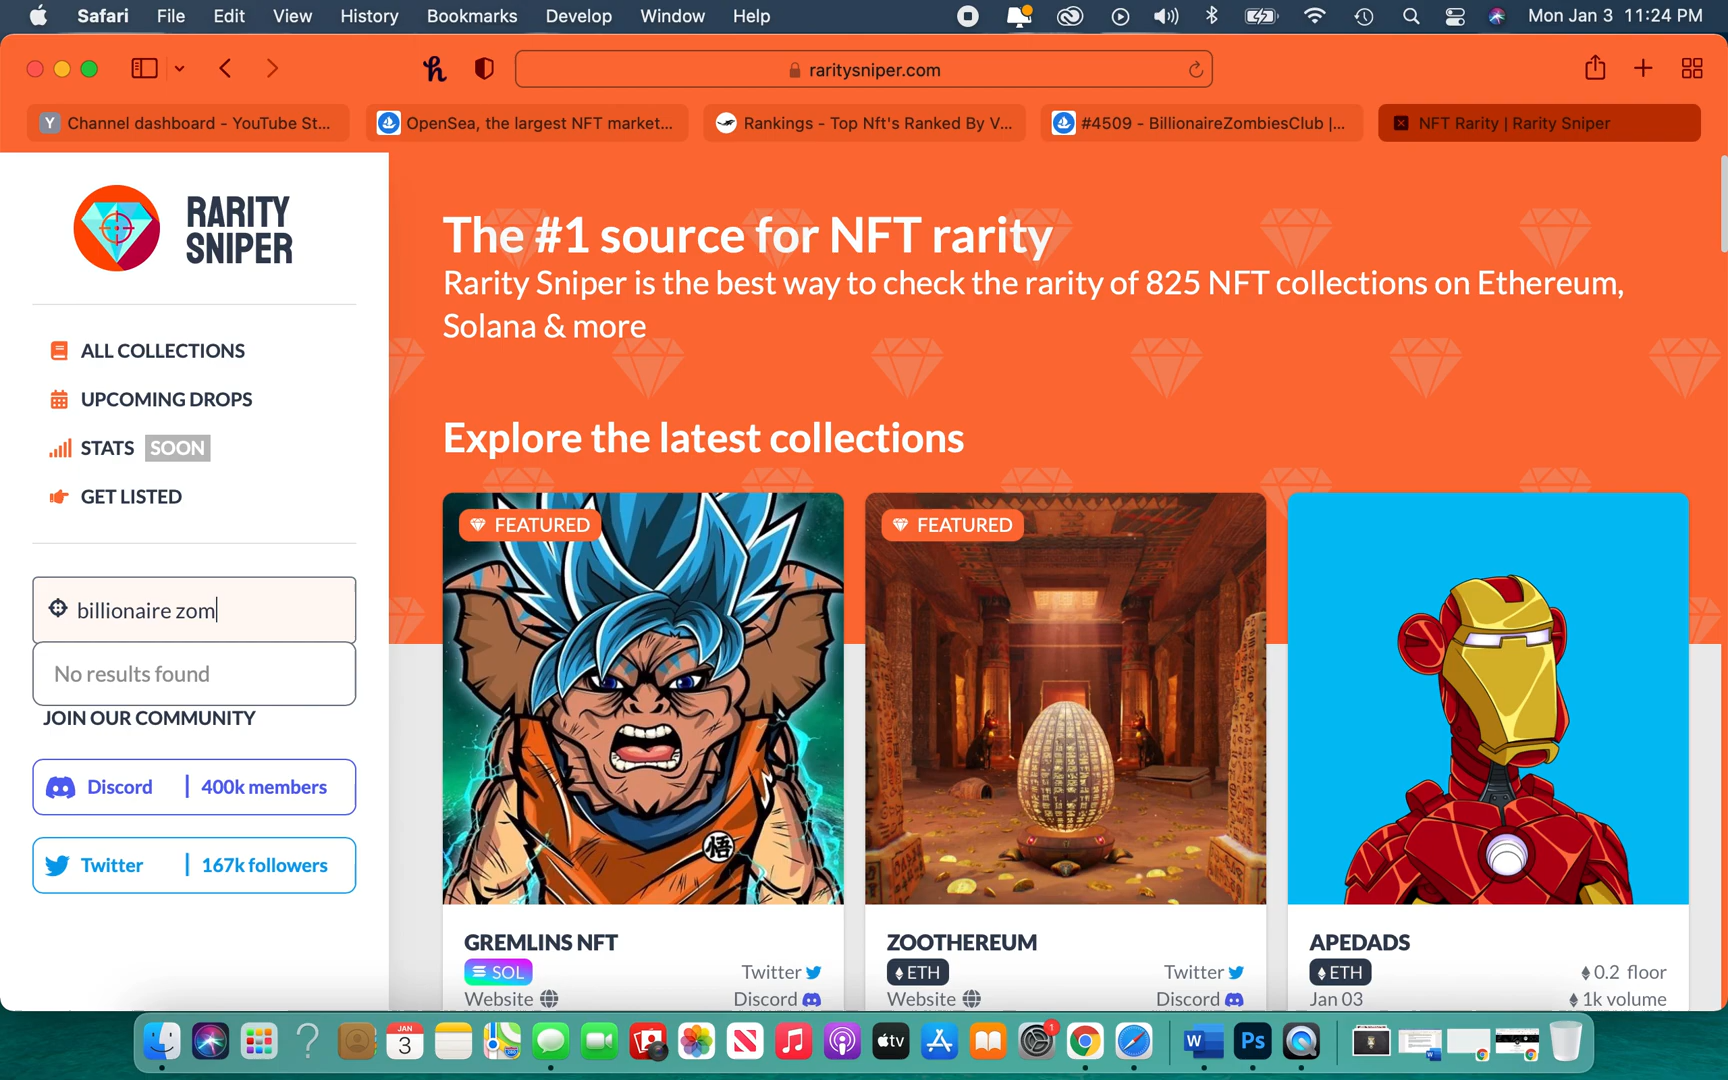 Safari File Edit View History Bookmarks Develop Window Help Mon Jan 3 11:24 PM
raritysniper.com
Y Channel dashboard - YouTube St... OpenSea, the largest NFT market... Rankings - Top Nft's Ranked By V... #4509 - BillionaireZombiesClub |... NFT Rarity | Rarity Sniper
RARITY
SNIPER
ALL COLLECTIONS
UPCOMING DROPS
STATS SOON
GET LISTED
billionaire zom
No results found
JOIN OUR COMMUNITY
Discord | 400k members
Twitter | 167k followers
The #1 source for NFT rarity
Rarity Sniper is the best way to check the rarity of 825 NFT collections on Ethereum,
Solana & more
Explore the latest collections
FEATURED
悟
GREMLINS NFT
SOL Twitter
Website Discord
FEATURED
ZOOTHEREUM
ETH Twitter
Website Discord
APEDADS
ETH 0.2 floor
Jan 03 1k volume
JAN
3
tv
1
W
Ps